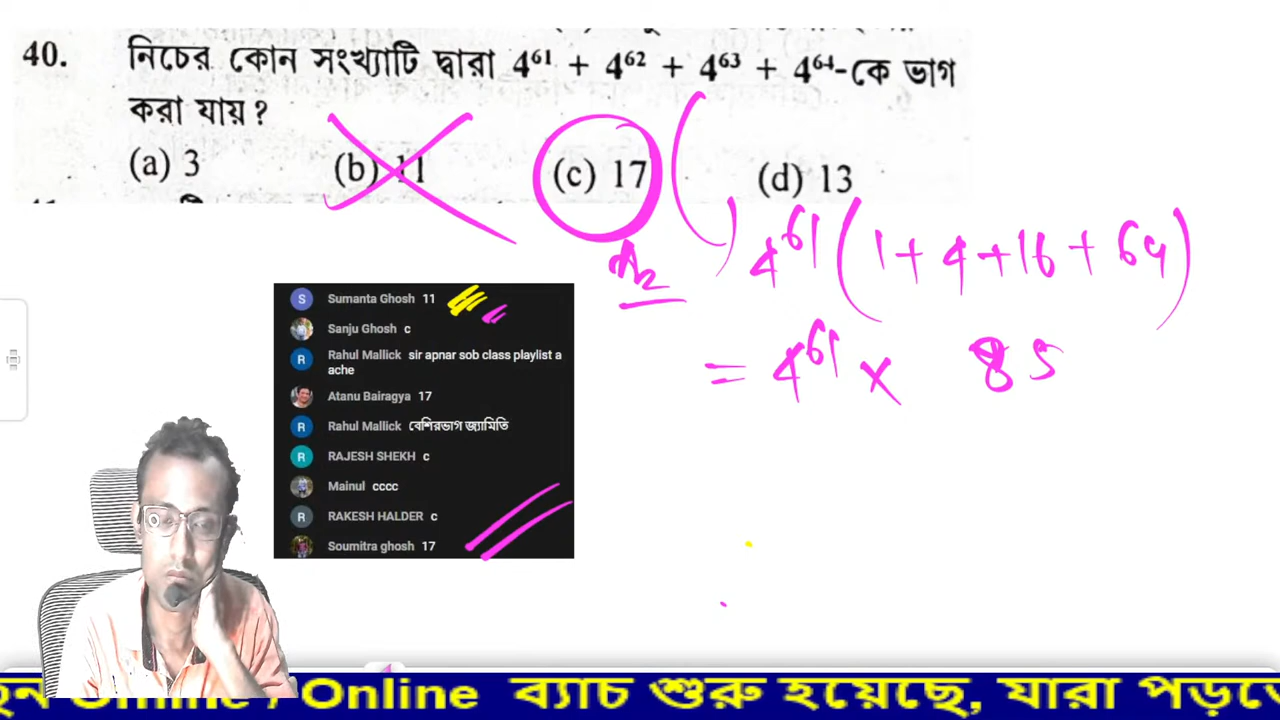 40. নিচের কোন সংখ্যাটি দ্বারা 4⁶¹ + 4⁶² + 4⁶³ + 4⁶⁴-কে ভাগ
করা যায় ?
(a) 3 (b) 11 (c) 17 (d) 13
4⁶¹ (1+4+16+64)
= 4⁶¹ × 85
S Sumanta Ghosh 11
Sanju Ghosh c
R Rahul Mallick sir apnar sob class playlist a
ache
Atanu Bairagya 17
R Rahul Mallick বেশিরভাগ জ্যামিতি
R RAJESH SHEKH c
Mainul cccc
R RAKESH HALDER c
Soumitra ghosh 17
Online / Online ব্যাচ শুরু হয়েছে, যারা